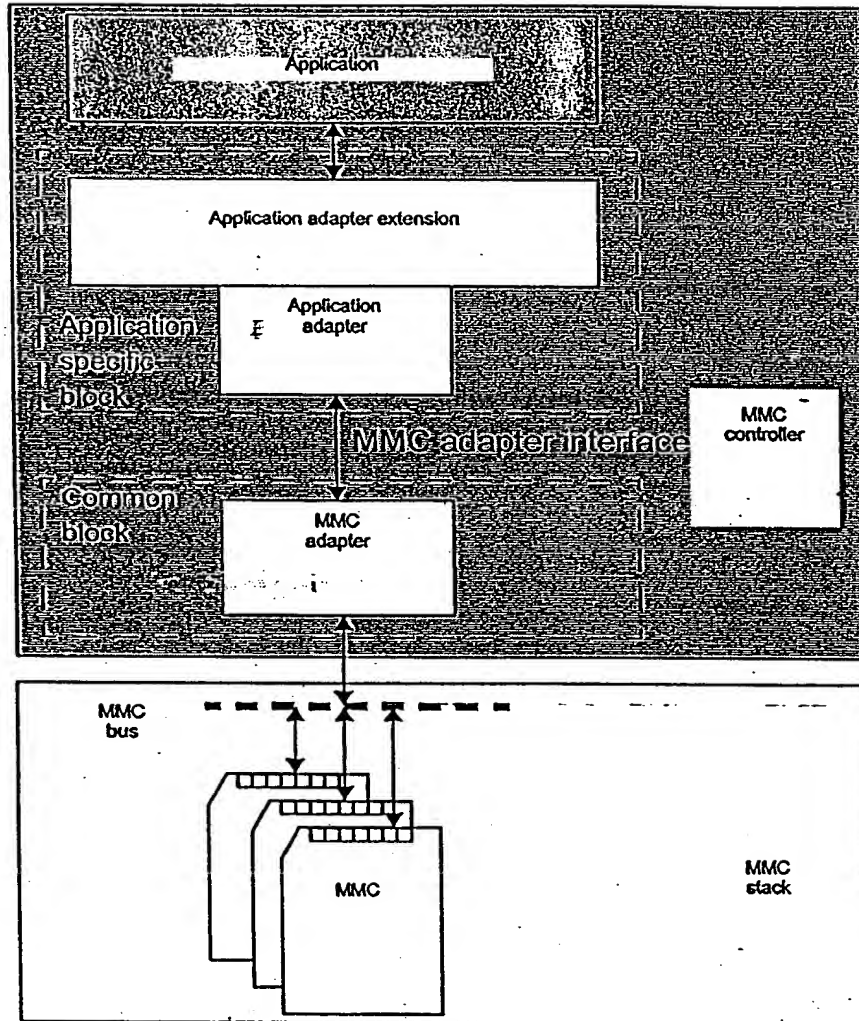 Application
Application adapter extension
Application
adapter
Application
specific
block
MMC adapter interface
MMC
controller
Common
block
MMC
adapter
MMC
bus
MMC
MMC
stack